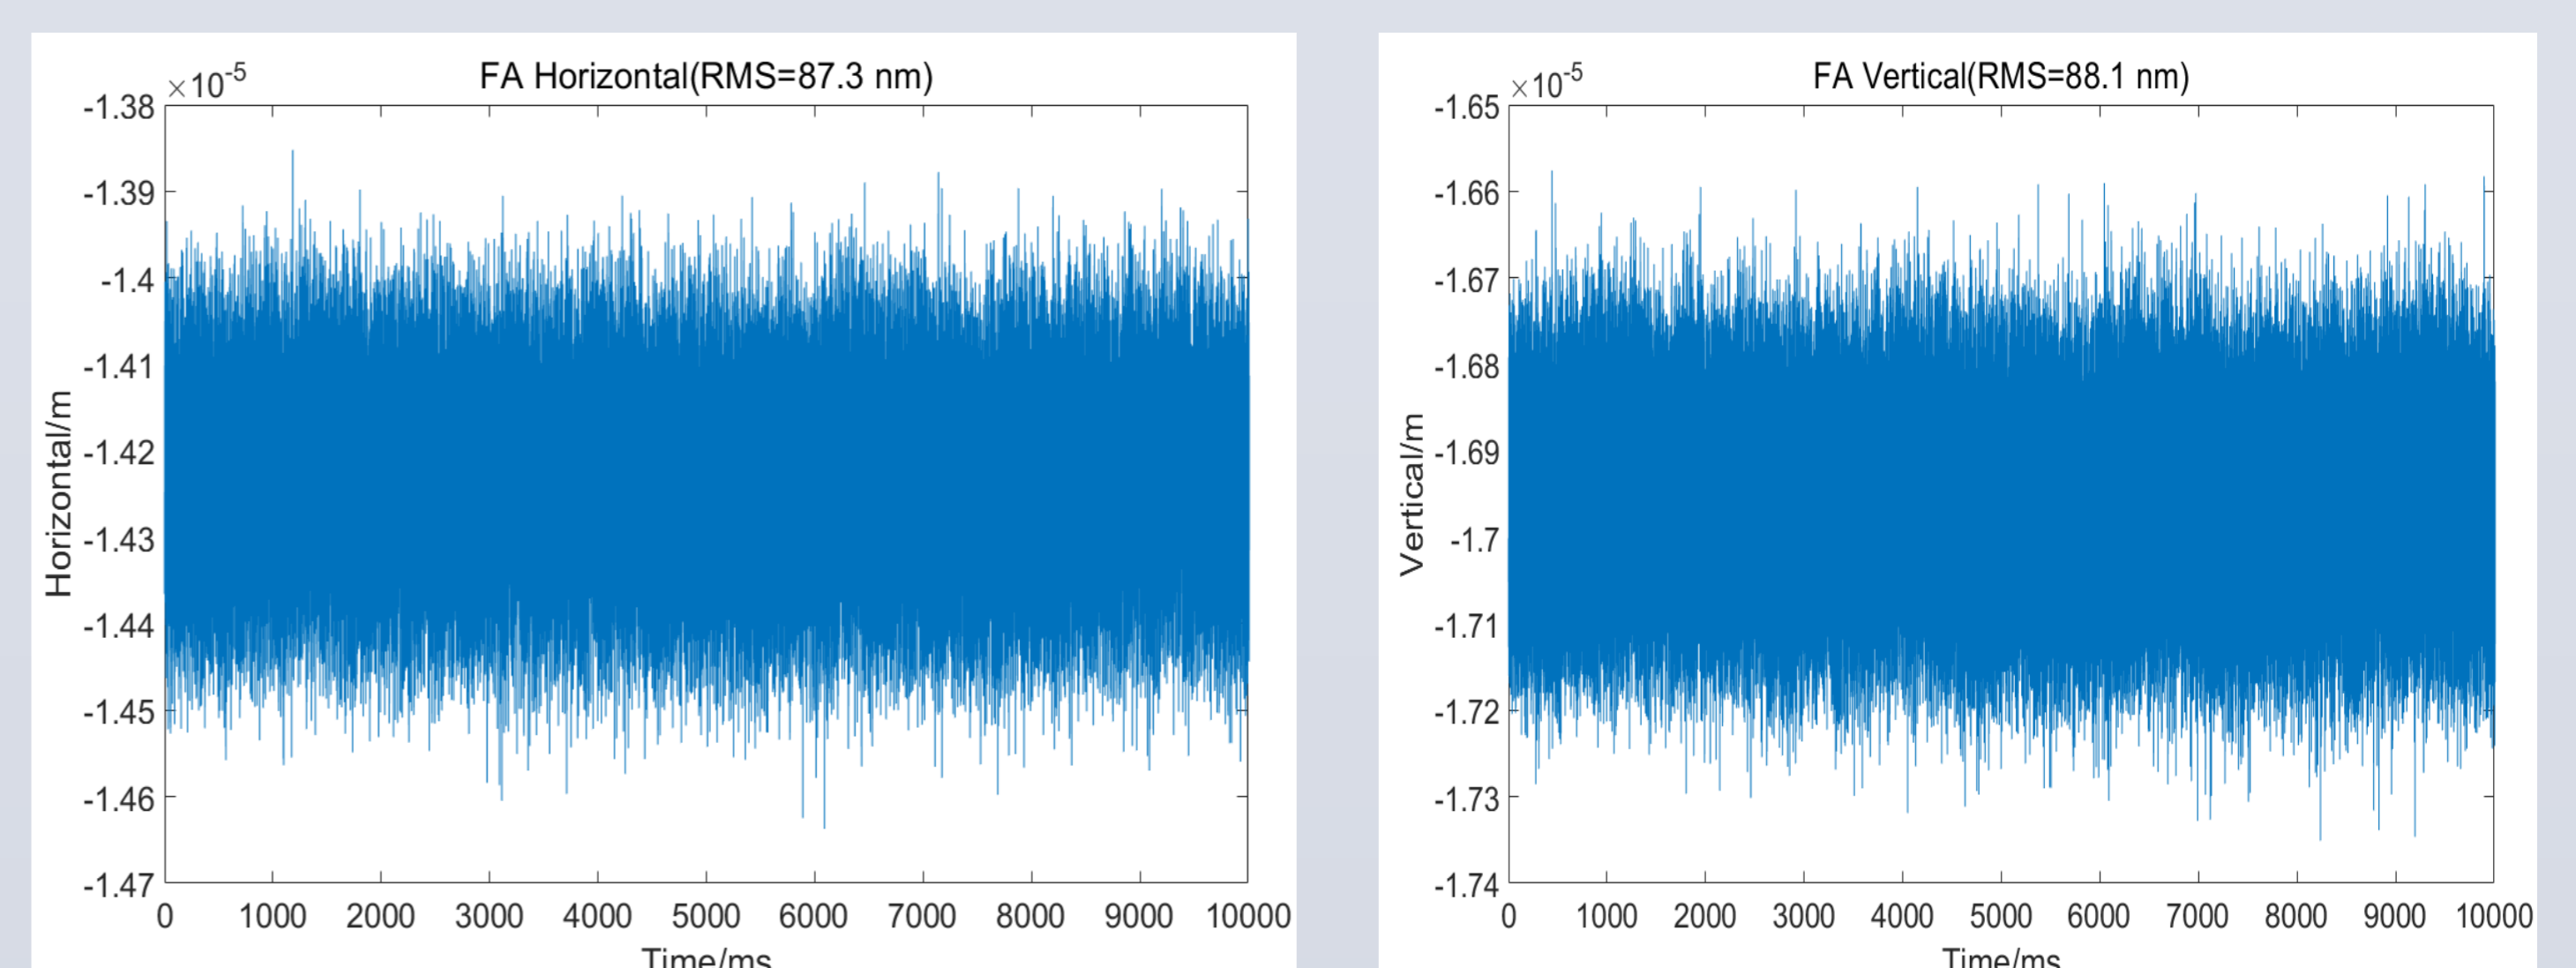 FA Horizontal(RMS=87.3 nm)
×10-5
-1.38
-1.39
-1.4
-1.41
-1.42
-1.43
-1.44
-1.45
-1.46
-1.47
Horizontal/m
0 1000 2000 3000 4000 5000 6000 7000 8000 9000 10000
Time/ms
FA Vertical(RMS=88.1 nm)
×10-5
-1.65
-1.66
-1.67
-1.68
-1.69
-1.7
-1.71
-1.72
-1.73
-1.74
Vertical/m
0 1000 2000 3000 4000 5000 6000 7000 8000 9000 10000
Time/ms